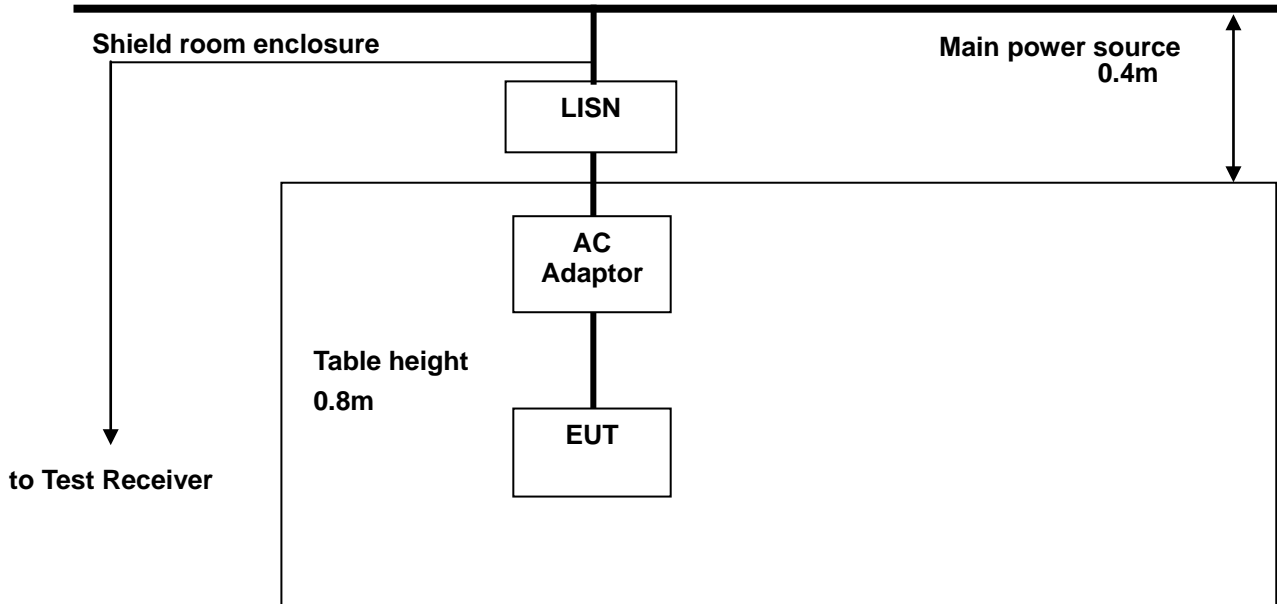 Shield room enclosure
Main power source
0.4m
LISN
AC
Adaptor
Table height
0.8m
EUT
to Test Receiver